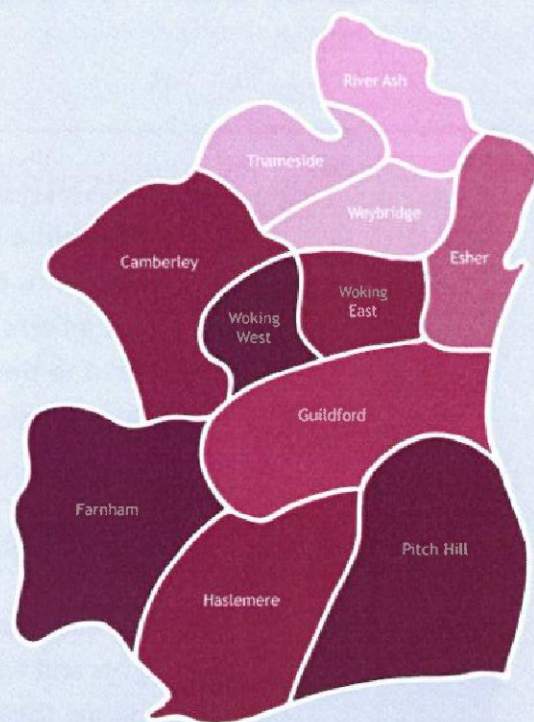 River Ash
Thameside
Weybridge
Esher
Camberley
Woking
East
Woking
West
Guildford
Farnham
Pitch Hill
Haslemere